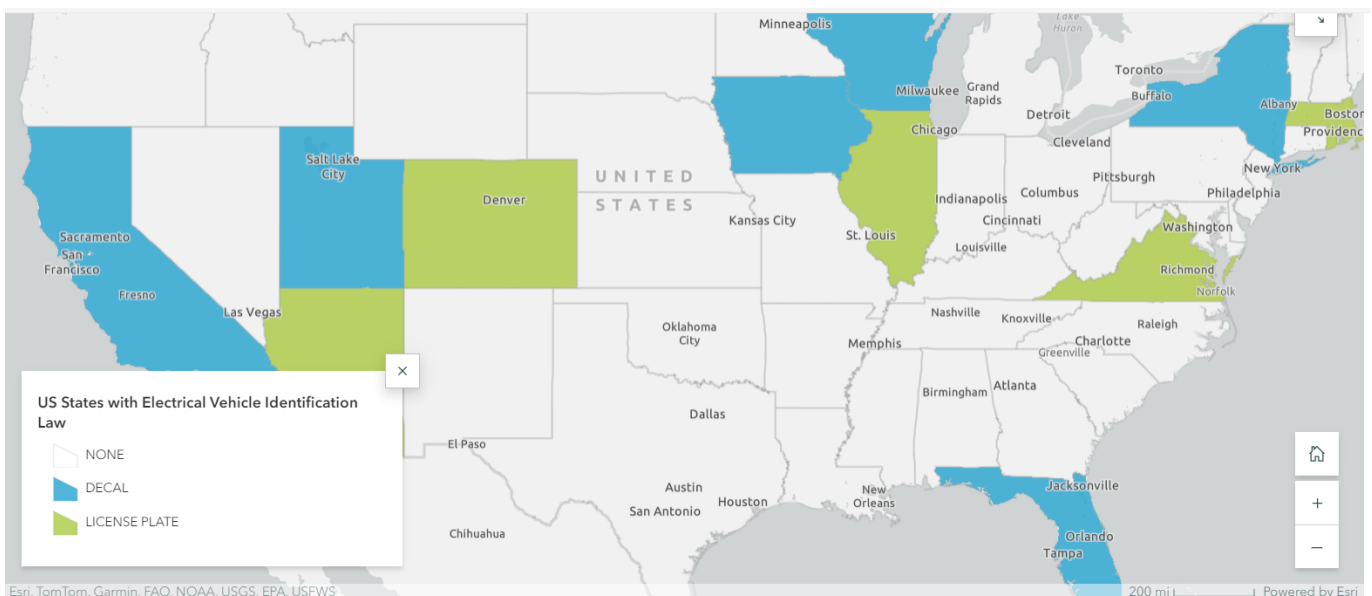 Minneapolis
Lake
Huron
Toronto
Milwaukee
Grand
Rapids
Buffalo
Albany
Boston
Detroit
Chicago
Providenc
Cleveland
Salt Lake
City
UNITED
STATES
Pittsburgh
New York
Denver
Indianapolis
Columbus
Philadelphia
Kansas City
Cincinnati
Washington
Sacramento
St. Louis
Louisville
San
Francisco
Richmond
Fresno
Norfolk
Las Vegas
Nashville
Knoxville
Raleigh
Oklahoma
City
Memphis
Charlotte
Greenville
Birmingham
Atlanta
US States with Electrical Vehicle Identification
Law
NONE
DECAL
LICENSE PLATE
Dallas
El Paso
Austin
San Antonio
Houston
New
Orleans
Jacksonville
Chihuahua
Orlando
Tampa
Esri, TomTom, Garmin, FAO, NOAA, USGS, EPA, USFWS
200 mi
Powered by Esri